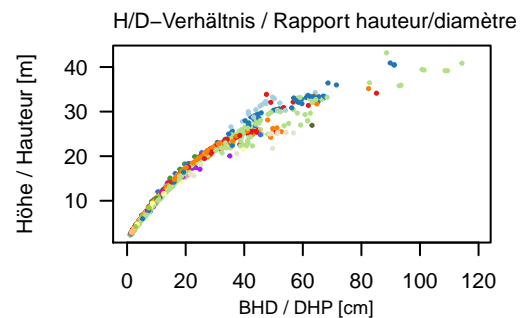 H/D−Verhältnis / Rapport hauteur/diamètre
Höhe / Hauteur [m]
40
30
20
10
0 20 40 60 80 100 120
BHD / DHP [cm]